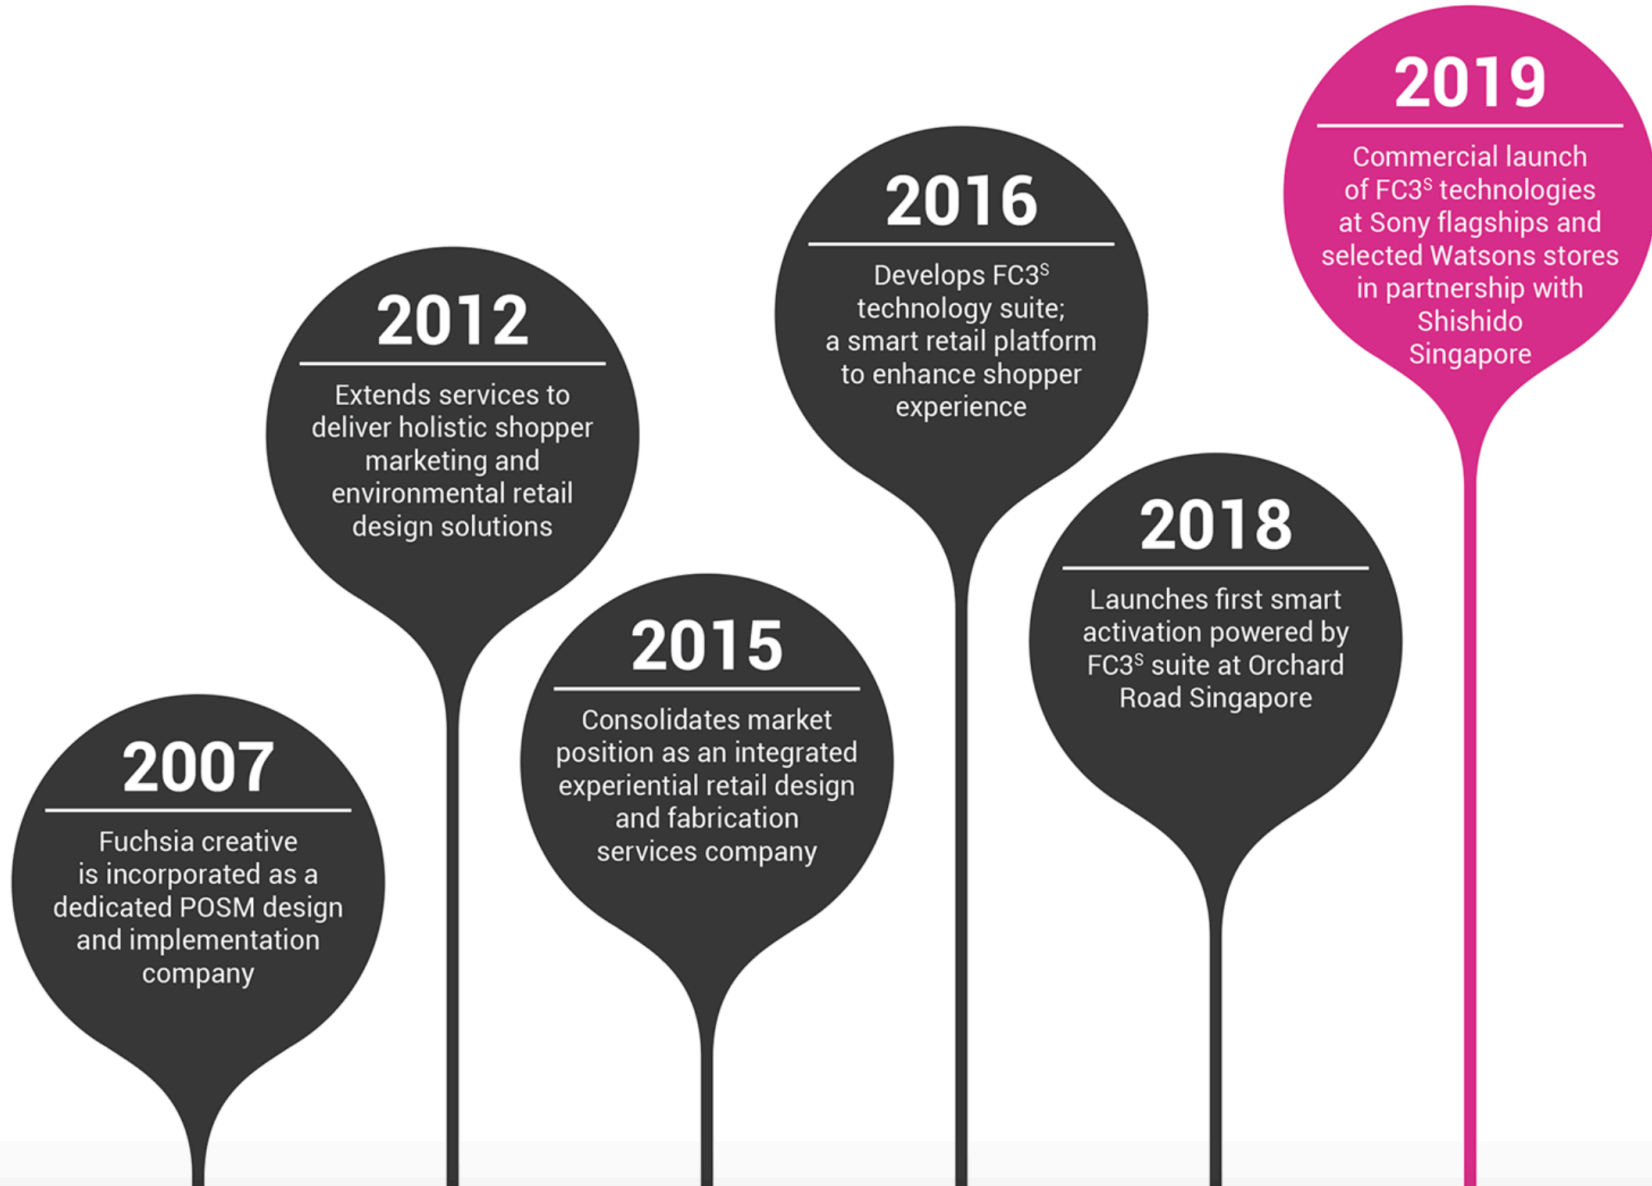 2007
Fuchsia creative
is incorporated as a
dedicated POSM design
and implementation
company
2012
Extends services to
deliver holistic shopper
marketing and
environmental retail
design solutions
2015
Consolidates market
position as an integrated
experiential retail design
and fabrication
services company
2016
Develops FC3ˢ
technology suite;
a smart retail platform
to enhance shopper
experience
2018
Launches first smart
activation powered by
FC3ˢ suite at Orchard
Road Singapore
2019
Commercial launch
of FC3ˢ technologies
at Sony flagships and
selected Watsons stores
in partnership with
Shishido
Singapore